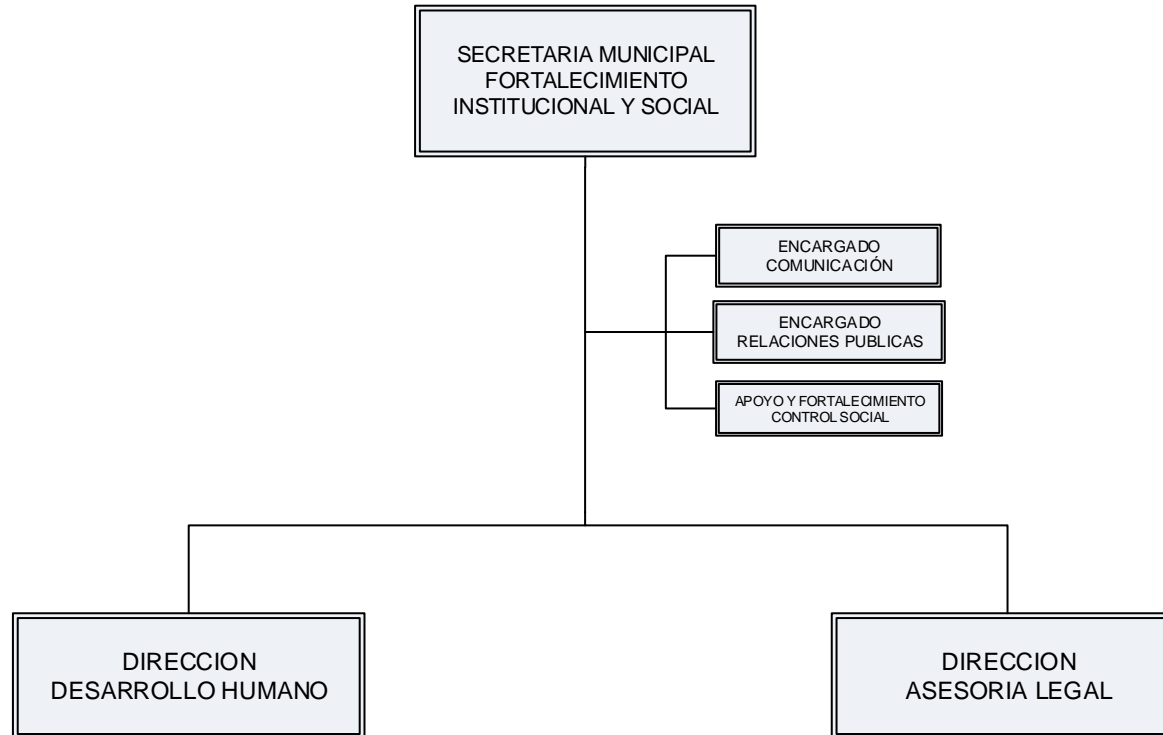 SECRETARIA MUNICIPAL
FORTALECIMIENTO
INSTITUCIONAL Y SOCIAL
ENCARGADO
COMUNICACIÓN
ENCARGADO
RELACIONES PUBLICAS
APOYO Y FORTALECIMIENTO
CONTROL SOCIAL
DIRECCION
DESARROLLO HUMANO
DIRECCION
ASESORIA LEGAL